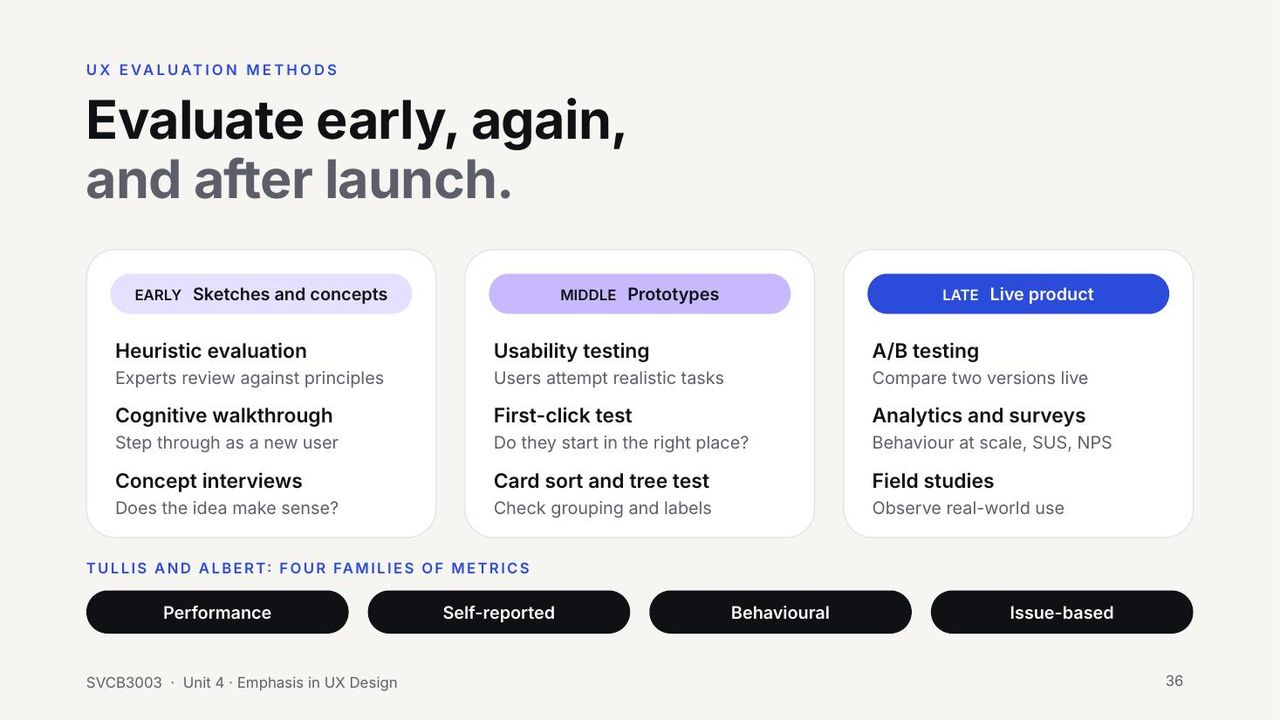 UX EVALUATION METHODS
Evaluate early, again,
and after launch.
EARLY Sketches and concepts
Heuristic evaluation
Experts review against principles
Cognitive walkthrough
Step through as a new user
Concept interviews
Does the idea make sense?
MIDDLE Prototypes
Usability testing
Users attempt realistic tasks
First-click test
Do they start in the right place?
Card sort and tree test
Check grouping and labels
LATE Live product
A/B testing
Compare two versions live
Analytics and surveys
Behaviour at scale, SUS, NPS
Field studies
Observe real-world use
TULLIS AND ALBERT: FOUR FAMILIES OF METRICS
Performance
Self-reported
Behavioural
Issue-based
SVCB3003 · Unit 4 · Emphasis in UX Design
36